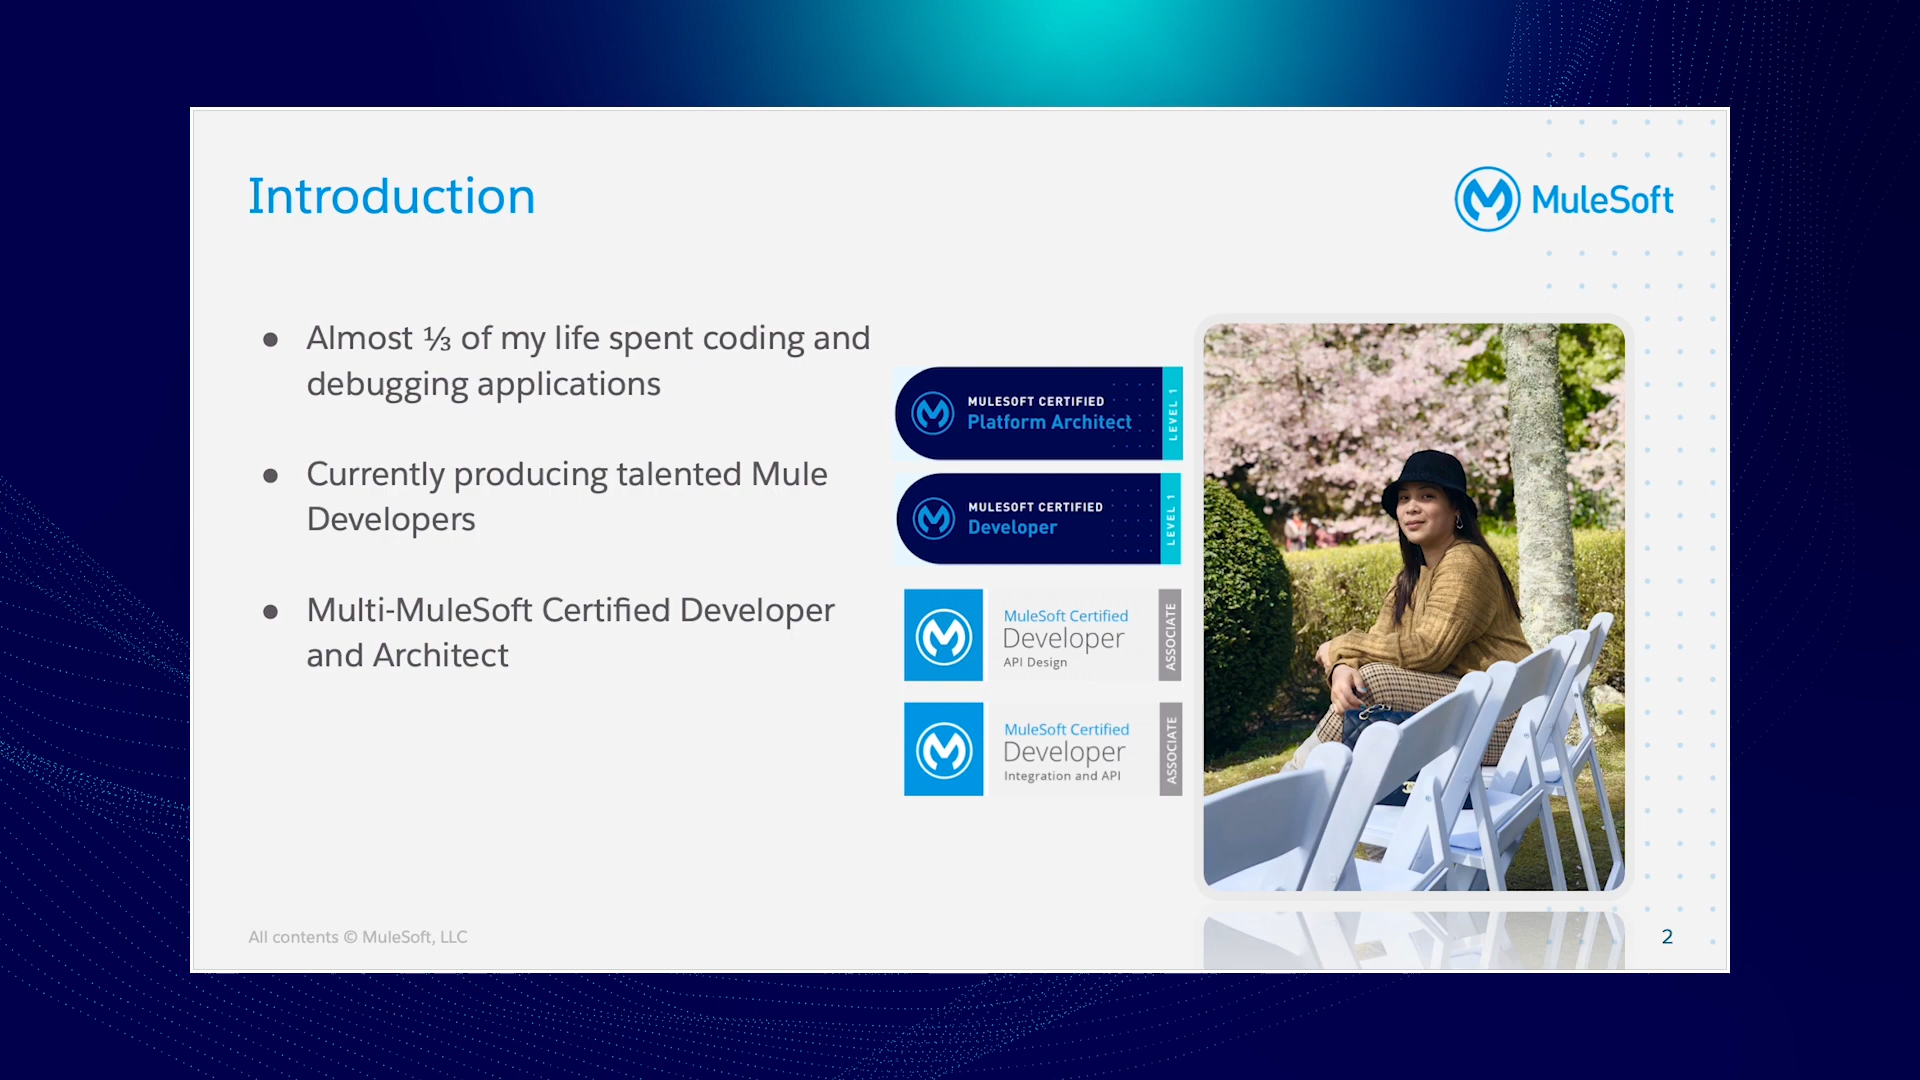 Introduction
MuleSoft
● Almost ⅓ of my life spent coding and
debugging applications
● Currently producing talented Mule
Developers
● Multi-MuleSoft Certified Developer
and Architect
MULESOFT CERTIFIED
Platform Architect
LEVEL 1
MULESOFT CERTIFIED
Developer
LEVEL 1
MuleSoft Certified
Developer
API Design
ASSOCIATE
MuleSoft Certified
Developer
Integration and API
ASSOCIATE
All contents © MuleSoft, LLC
2